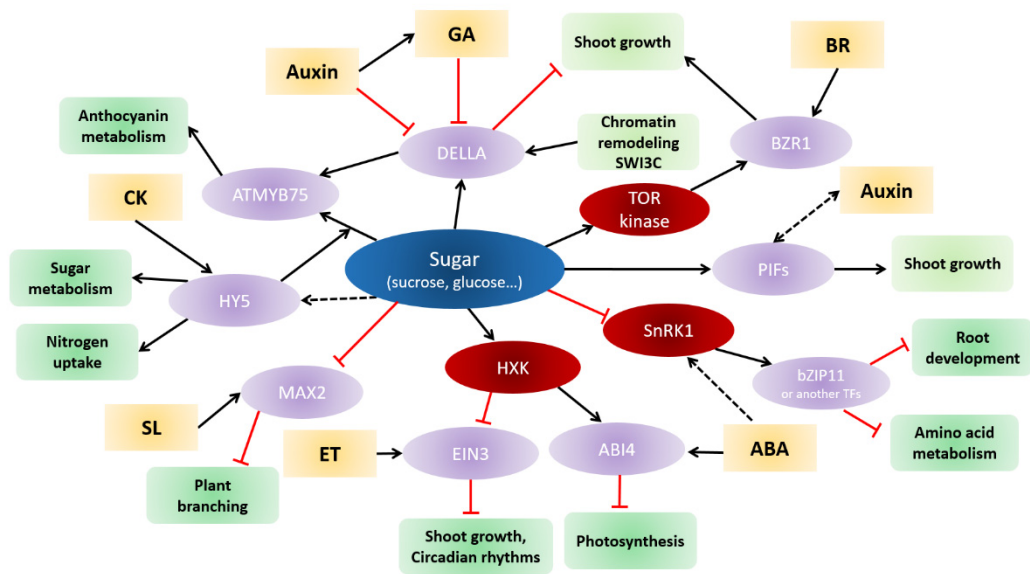 GA
Shoot growth
BR
Auxin
Anthocyanin
metabolism
DELLA
Chromatin
remodeling
SWI3C
BZR1
ATMYB75
CK
TOR
kinase
Auxin
Sugar
metabolism
Sugar
(sucrose, glucose...)
PIFs
Shoot growth
HY5
Nitrogen
uptake
SnRK1
Root
development
HXK
bZIP11
or another TFs
MAX2
SL
ET
EIN3
ABI4
ABA
Amino acid
metabolism
Plant
branching
Shoot growth,
Circadian rhythms
Photosynthesis